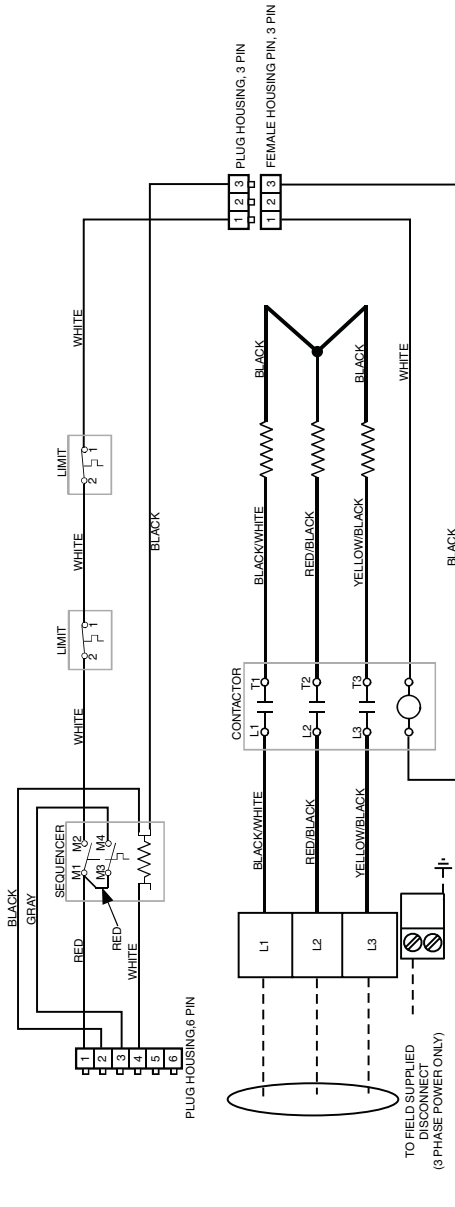 BLACK
GRAY
RED
RED
WHITE
SEQUENCER
M1
M2
M3
M4
WHITE
LIMIT
2
1
WHITE
LIMIT
2
1
WHITE
BLACK
1
2
3
4
5
6
PLUG HOUSING,6 PIN
1
2
3
PLUG HOUSING, 3 PIN
1
2
3
FEMALE HOUSING PIN, 3 PIN
CONTACTOR
L1
BLACK/WHITE
L1
T1
BLACK/WHITE
BLACK
L2
RED/BLACK
L2
T2
RED/BLACK
L3
YELLOW/BLACK
L3
T3
YELLOW/BLACK
BLACK
WHITE
BLACK
TO FIELD SUPPLIED
DISCONNECT
(3 PHASE POWER ONLY)